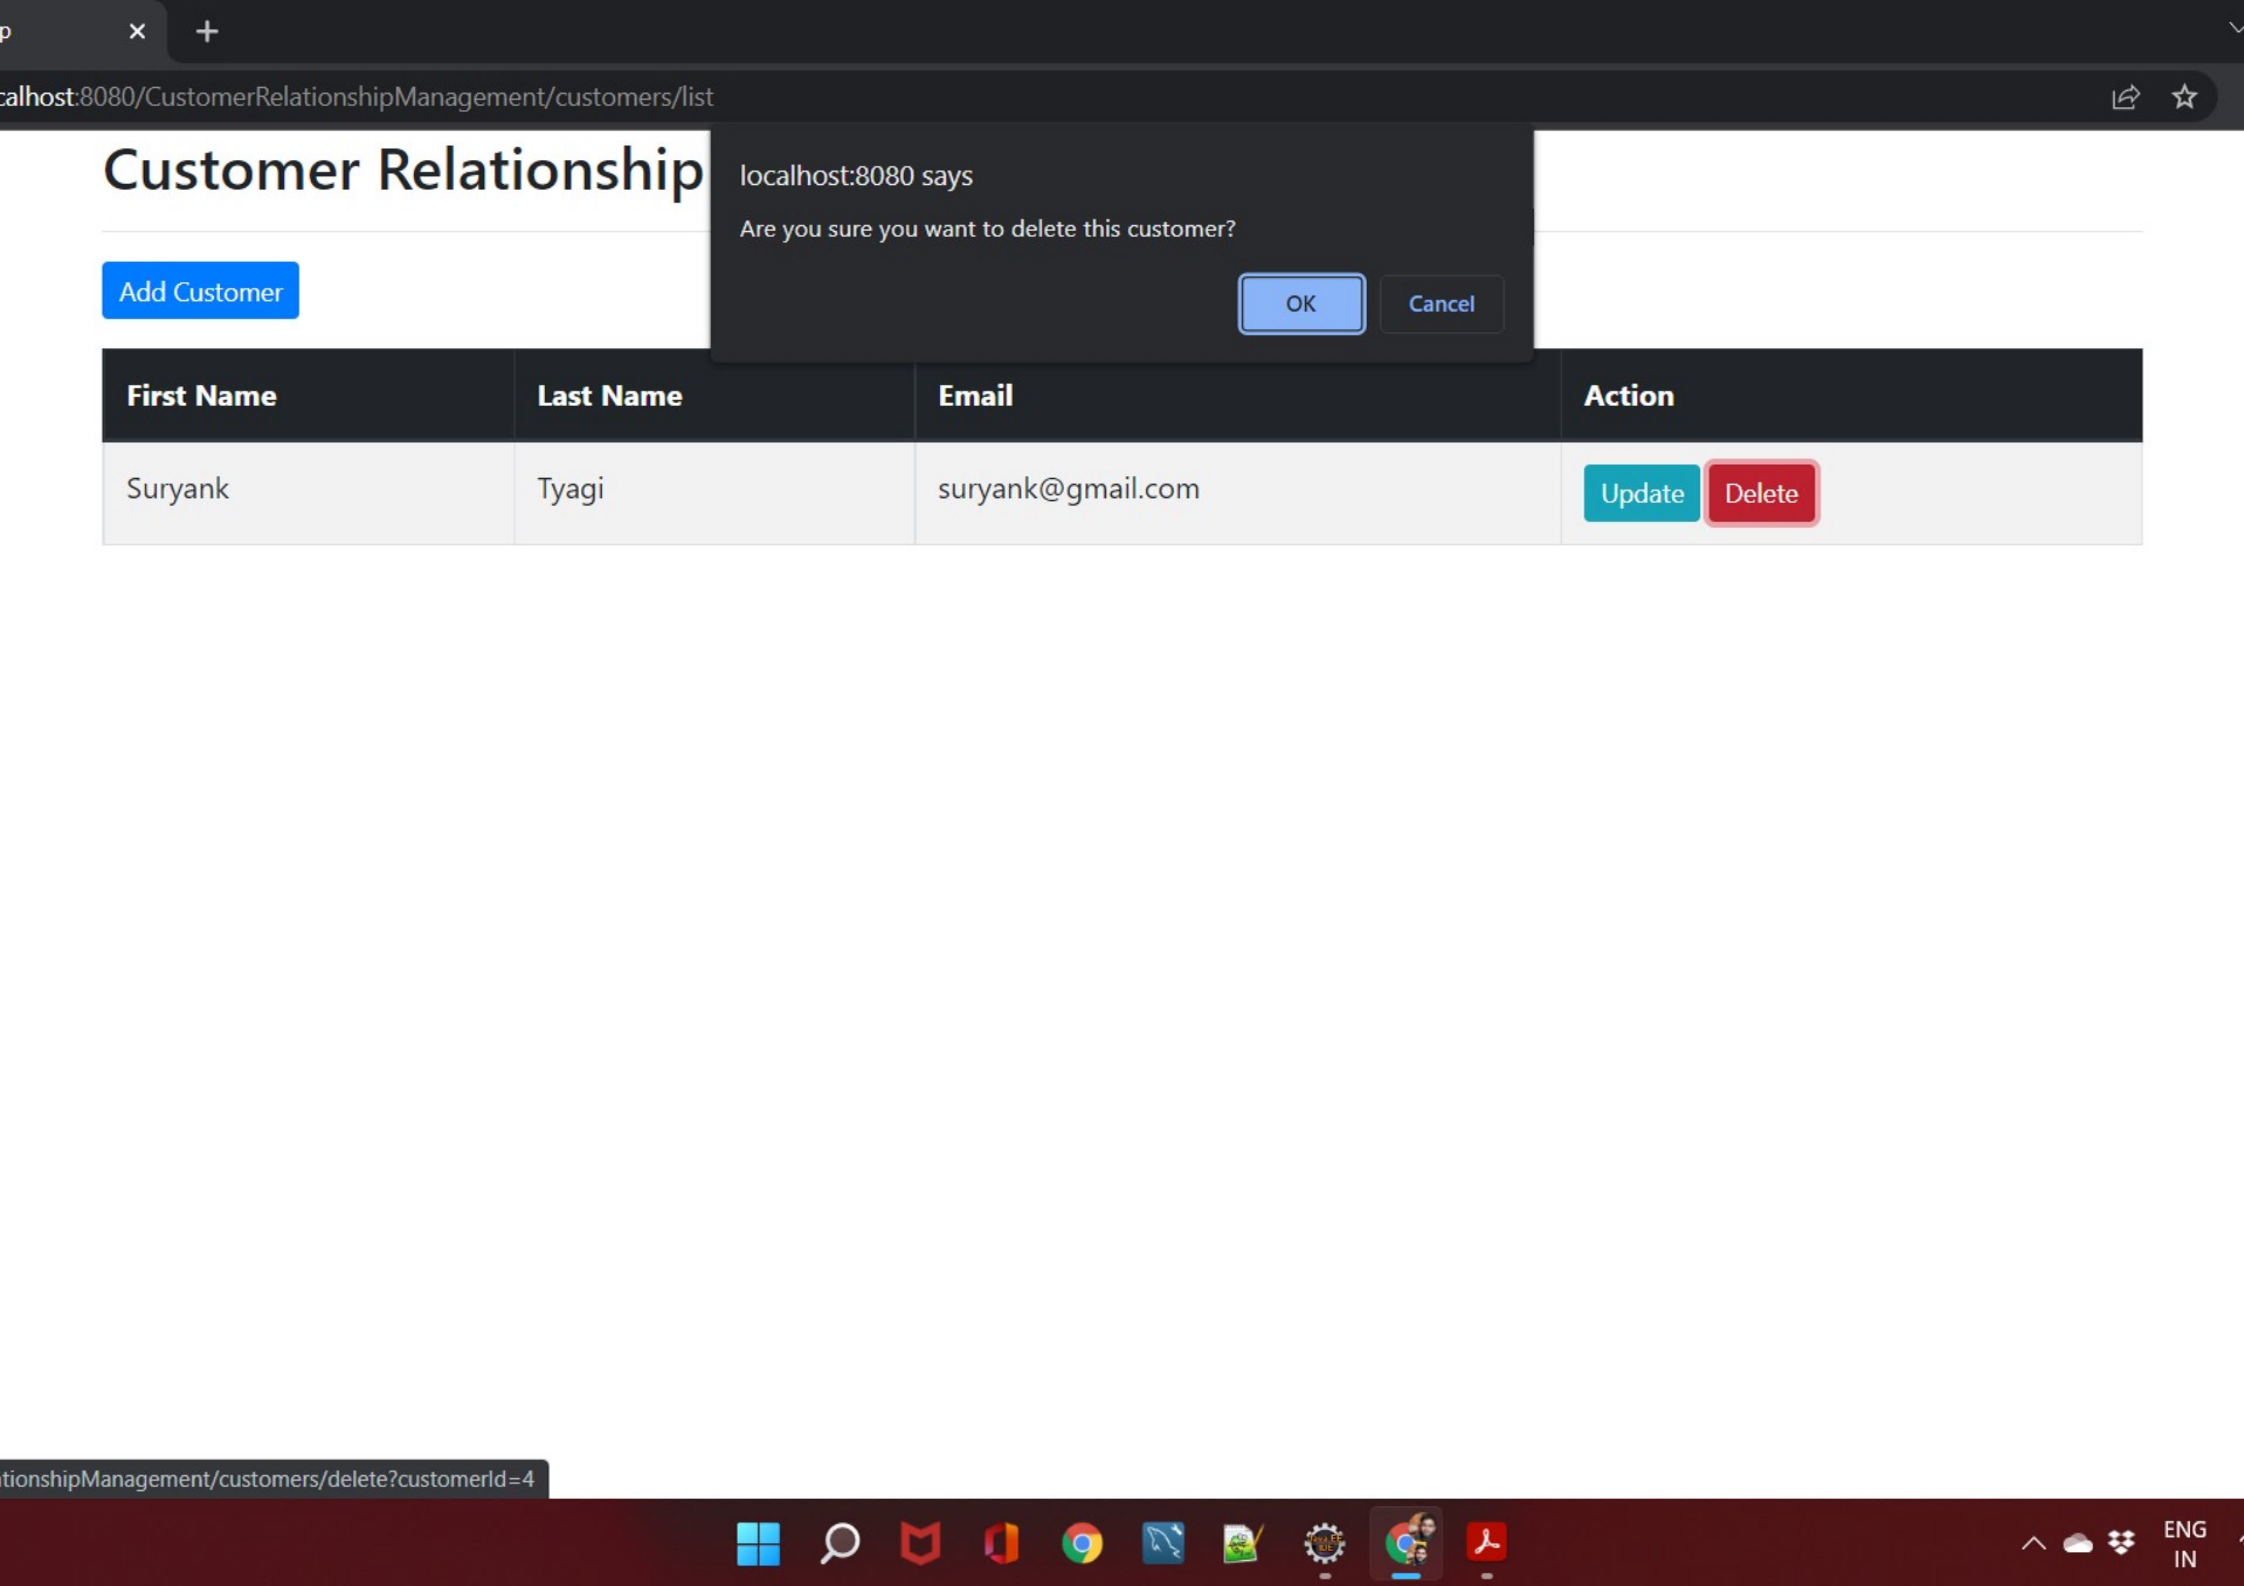 p
calhost:8080/CustomerRelationshipManagement/customers/list
Customer Relationship
localhost:8080 says
Are you sure you want to delete this customer?
OK Cancel
Add Customer
First Name Last Name Email Action
Suryank Tyagi suryank@gmail.com Update Delete
tionshipManagement/customers/delete?customerId=4
ENG
IN